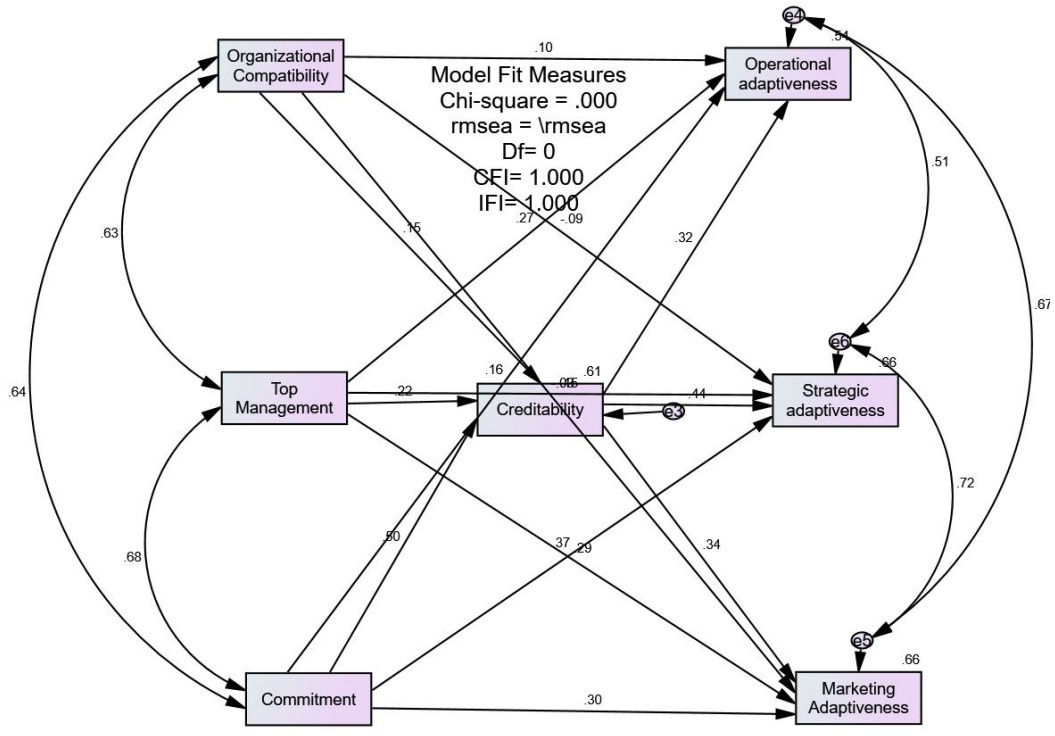 e4
.54
Organizational
Compatibility
.10
Operational
adaptiveness
Model Fit Measures
Chi-square = .000
rmsea = \rmsea
Df= 0
CFI= 1.000
IFI= 1.000
.51
.27
-.09
.15
.63
.32
.67
e6
.66
.16
.61
Top
Management
.22
Creditability
.44
e3
Strategic
adaptiveness
.64
.72
.50
.37
.29
.34
.68
e5
.66
Commitment
.30
Marketing
Adaptiveness